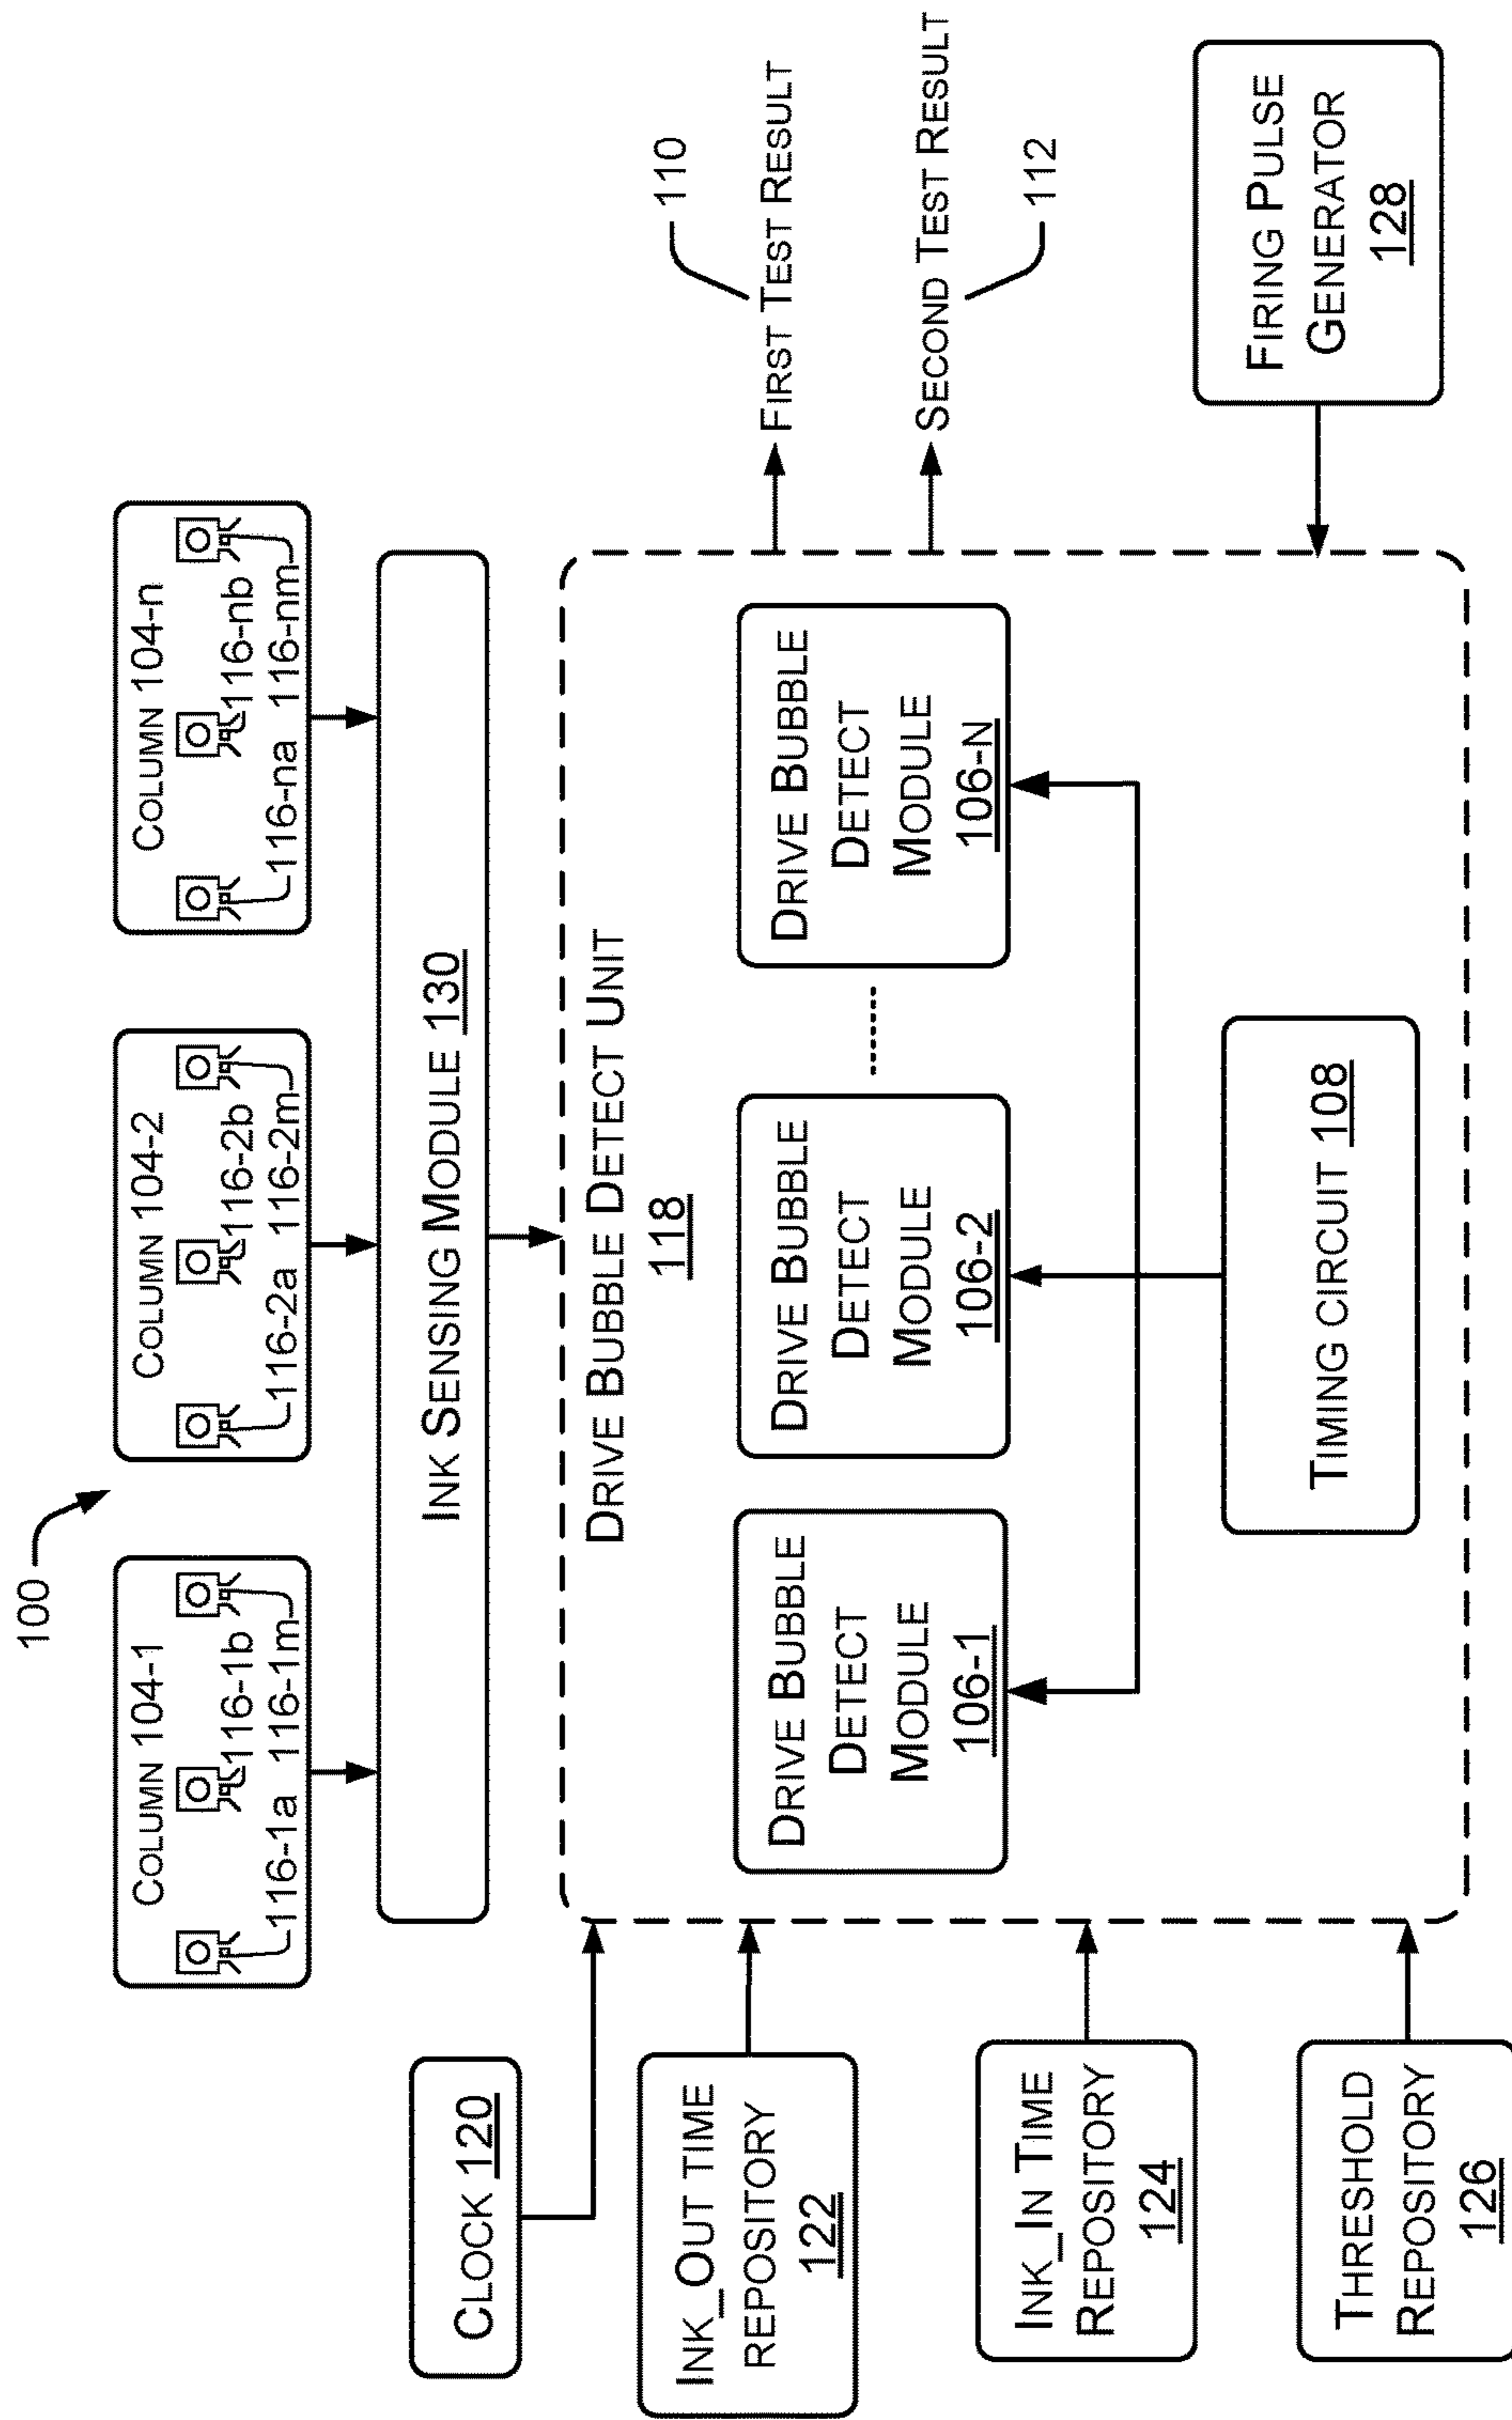 100
COLUMN 104-1
116-1a
116-1b
116-1m
COLUMN 104-2
116-2a
116-2b
116-2m
COLUMN 104-n
116-na
116-nb
116-nm
INK SENSING MODULE 130
CLOCK 120
INK_OUT TIME
REPOSITORY
122
INK_IN TIME
REPOSITORY
124
THRESHOLD
REPOSITORY
126
DRIVE BUBBLE DETECT UNIT
118
DRIVE BUBBLE
DETECT
MODULE
106-1
DRIVE BUBBLE
DETECT
MODULE
106-2
DRIVE BUBBLE
DETECT
MODULE
106-N
TIMING CIRCUIT 108
110
FIRST TEST RESULT
SECOND TEST RESULT
112
FIRING PULSE
GENERATOR
128